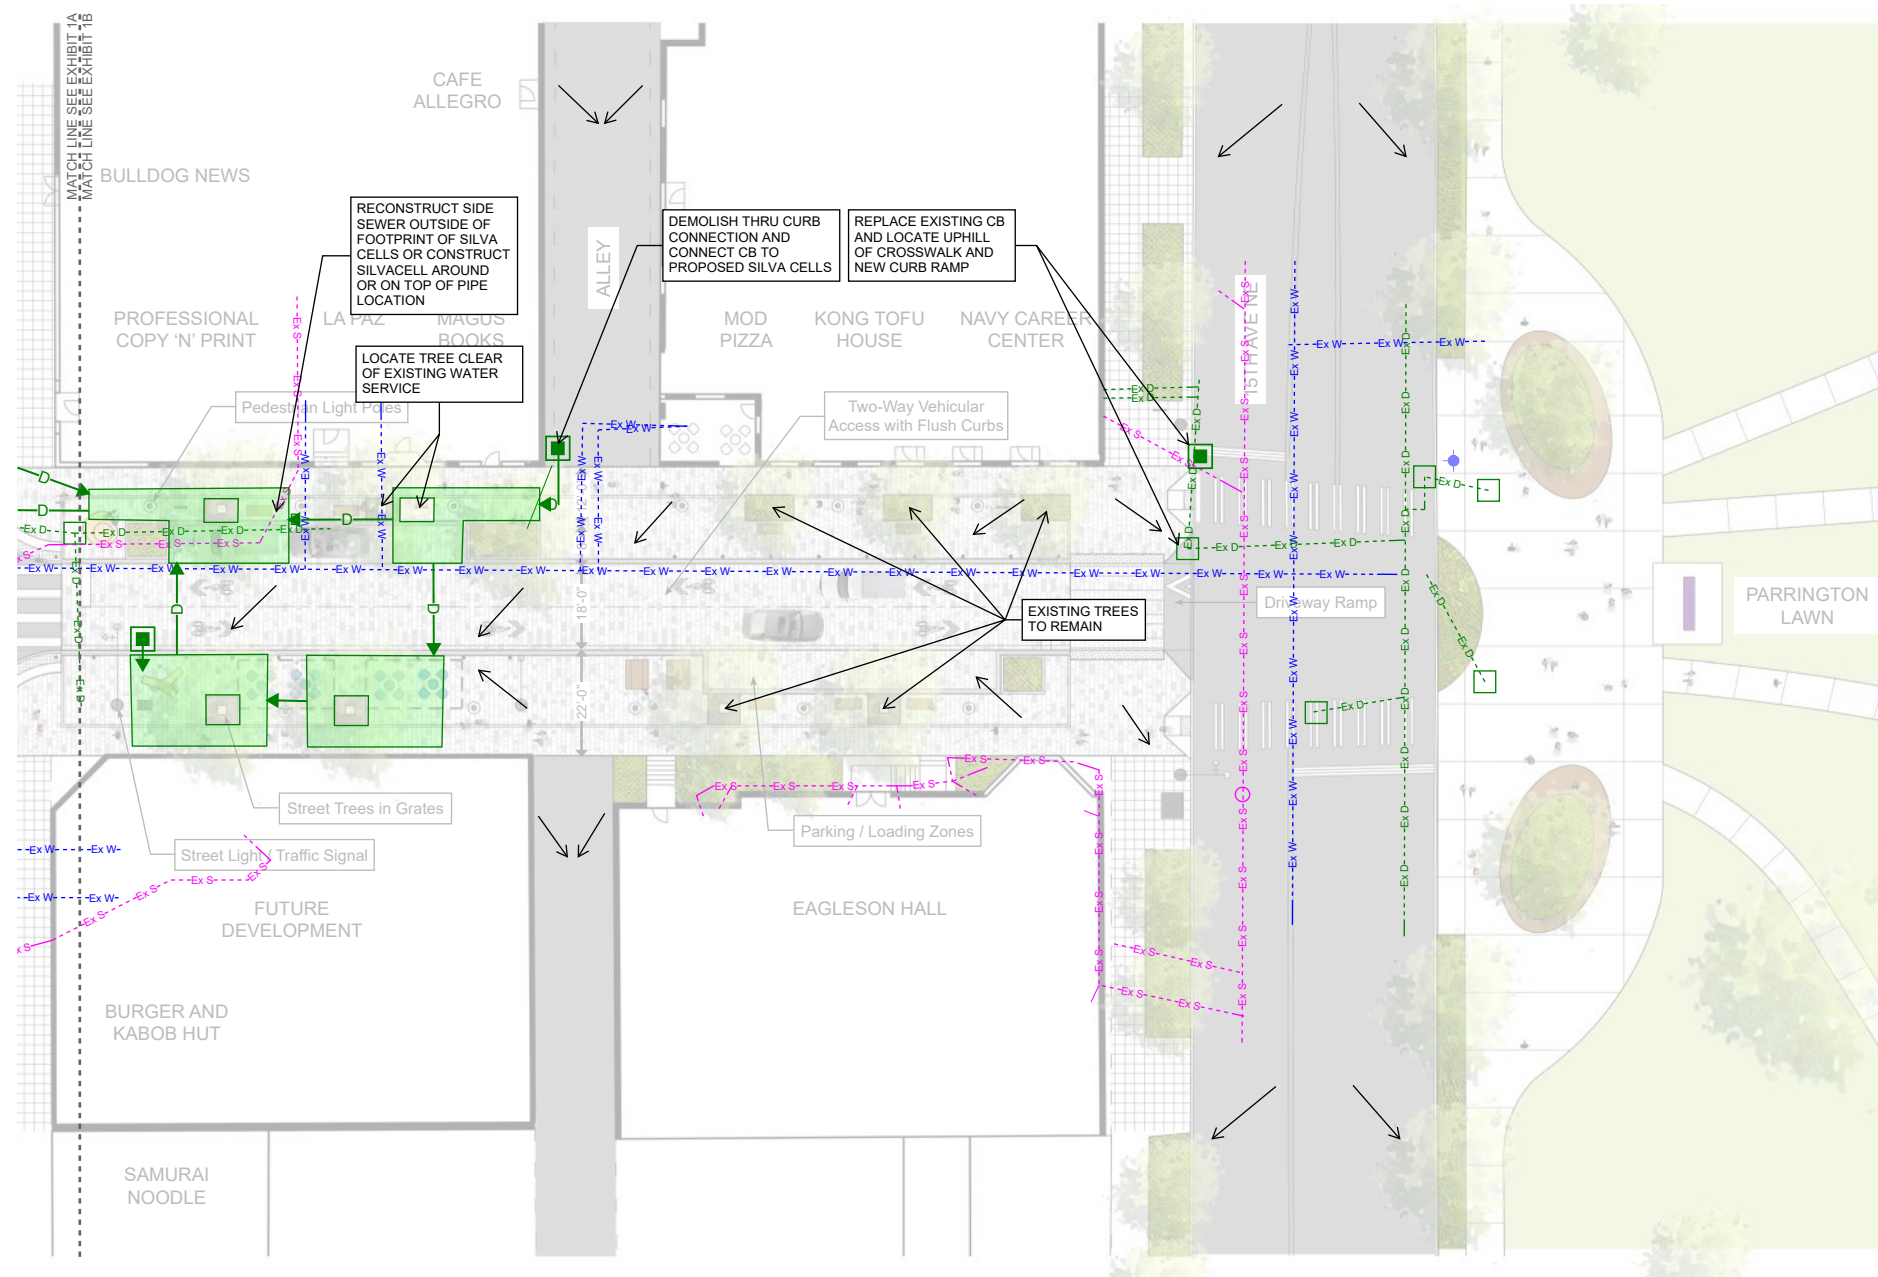 MATCH LINE SEE EXHIBIT 1A
MATCH LINE SEE EXHIBIT 1B
CAFE
ALLEGRO
BULLDOG NEWS
RECONSTRUCT SIDE
SEWER OUTSIDE OF
FOOTPRINT OF SILVA
CELLS OR CONSTRUCT
SILVACELL AROUND
OR ON TOP OF PIPE
LOCATION
ALLEY
DEMOLISH THRU CURB
CONNECTION AND
CONNECT CB TO
PROPOSED SILVA CELLS
REPLACE EXISTING CB
AND LOCATE UPHILL
OF CROSSWALK AND
NEW CURB RAMP
15TH AVE NE
PROFESSIONAL
COPY 'N' PRINT
LA PAZ
MAGUS
BOOKS
MOD
PIZZA
KONG TOFU
HOUSE
NAVY CAREER
CENTER
LOCATE TREE CLEAR
OF EXISTING WATER
SERVICE
Pedestrian Light Poles
Two-Way Vehicular
Access with Flush Curbs
Ex S
Ex W
Ex D
D
18'-0"
22'-0"
EXISTING TREES
TO REMAIN
Driveway Ramp
PARRINGTON
LAWN
Street Trees in Grates
Street Light / Traffic Signal
Parking / Loading Zones
FUTURE
DEVELOPMENT
EAGLESON HALL
BURGER AND
KABOB HUT
SAMURAI
NOODLE